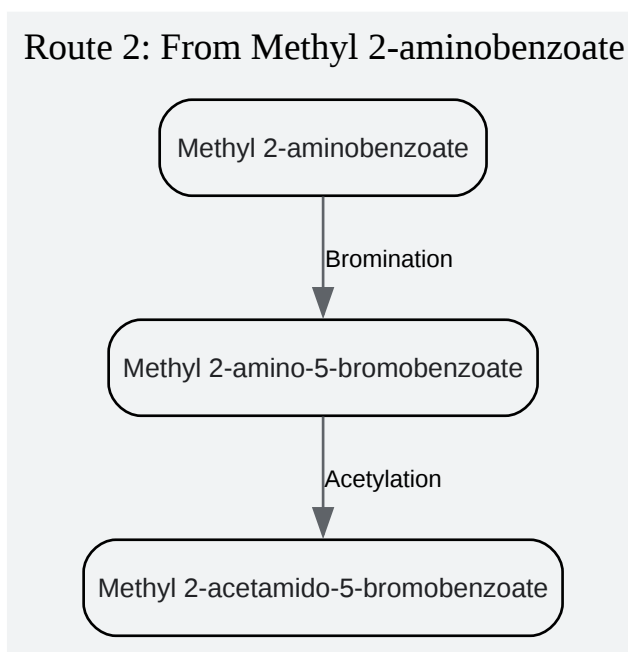 Route 2: From Methyl 2-aminobenzoate
Methyl 2-aminobenzoate
Bromination
Methyl 2-amino-5-bromobenzoate
Acetylation
Methyl 2-acetamido-5-bromobenzoate